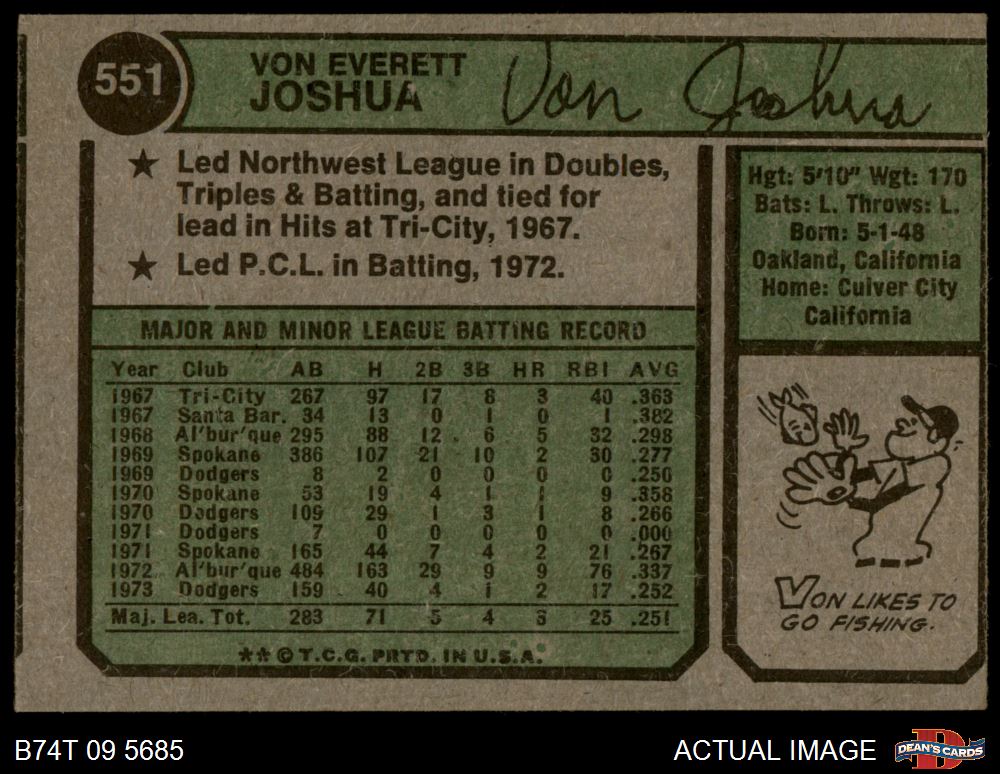 551
VON EVERETT
JOSHUA
Von Joshua
★ Led Northwest League in Doubles,
Triples & Batting, and tied for
lead in Hits at Tri-City, 1967.
★ Led P.C.L. in Batting, 1972.
Hgt: 5'10" Wgt: 170
Bats: L. Throws: L.
Born: 5-1-48
Oakland, California
Home: Culver City
California
MAJOR AND MINOR LEAGUE BATTING RECORD
Year Club AB H 2B 3B HR RBI AVG
1967 Tri-City 267 97 17 8 3 40 .363
1967 Santa Bar. 34 13 0 1 0 1 .382
1968 Al'bur'que 295 88 12 6 5 32 .298
1969 Spokane 386 107 21 10 2 30 .277
1969 Dodgers 8 2 0 0 0 0 .250
1970 Spokane 53 19 4 1 1 9 .358
1970 Dodgers 109 29 1 3 1 8 .266
1971 Dodgers 7 0 0 0 0 0 .000
1971 Spokane 165 44 7 4 2 21 .267
1972 Al'bur'que 484 163 29 9 9 76 .337
1973 Dodgers 159 40 4 1 2 17 .252
Maj. Lea. Tot. 283 71 5 4 3 25 .251
** © T.C.G. PRTD. IN U.S.A.
VON LIKES TO
GO FISHING.
B74T 09 5685
ACTUAL IMAGE
DEAN'S CARDS